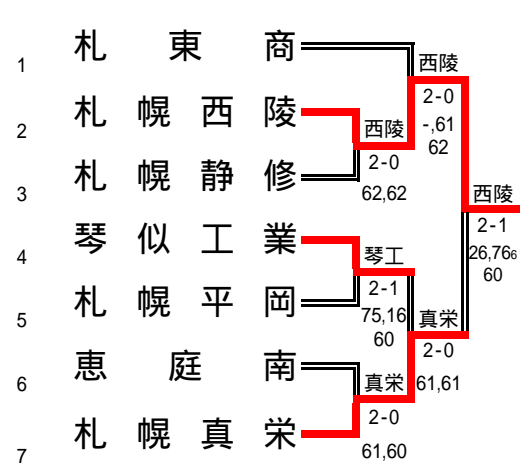 1 札東商
2 札幌西陵
3 札幌静修
4 琴似工業
5 札幌平岡
6 恵庭南
7 札幌真栄
西陵
2-0
62,62
琴工
2-1
75,16
60
真栄
2-0
61,60
西陵
2-0
-,61
62
真栄
2-0
61,61
西陵
2-1
26,766
60